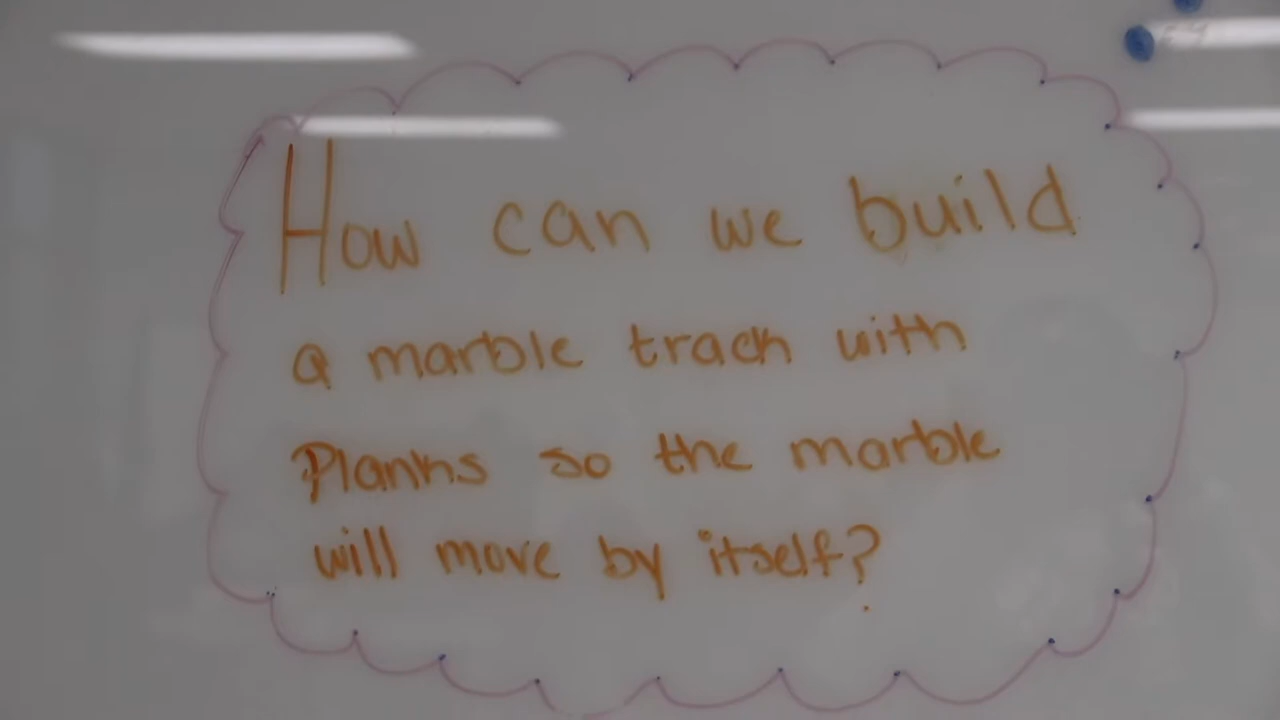 How can we build
a marble track with
Planks so the marble
will move by itself?